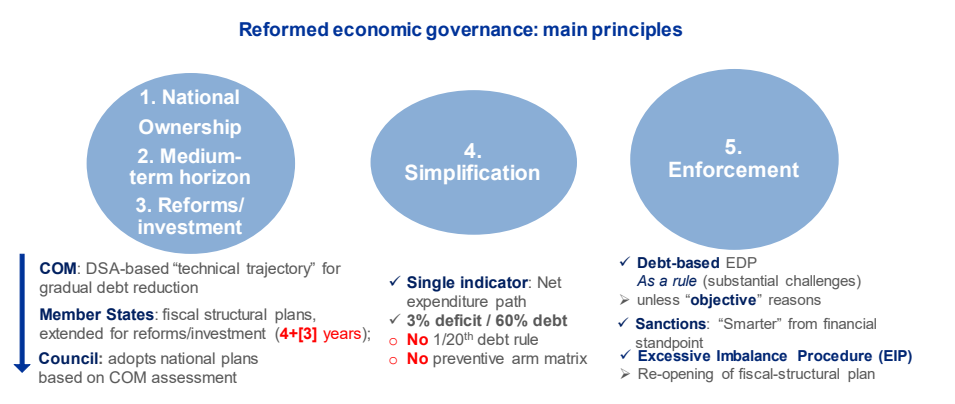 Reformed economic governance: main principles
1. National
Ownership
2. Medium-
term horizon
3. Reforms/
investment
4.
Simplification
5.
Enforcement
COM: DSA-based “technical trajectory” for
gradual debt reduction
Member States: fiscal structural plans,
extended for reforms/investment (4+[3] years);
Council: adopts national plans
based on COM assessment
✓ Single indicator: Net
expenditure path
✓ 3% deficit / 60% debt
o No 1/20th debt rule
o No preventive arm matrix
✓ Debt-based EDP
As a rule (substantial challenges)
➢ unless “objective” reasons
✓ Sanctions: “Smarter” from financial
standpoint
✓ Excessive Imbalance Procedure (EIP)
➢ Re-opening of fiscal-structural plan